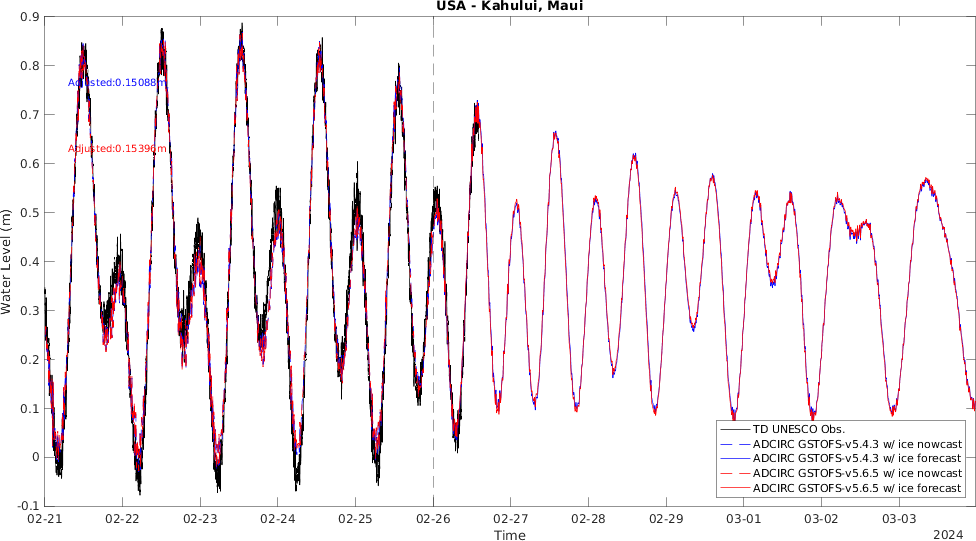 USA - Kahului, Maui
0.9
0.8
Adjusted:0.15088m
0.7
Adjusted:0.15396m
0.6
0.5
Water Level (m)
0.4
0.3
0.2
0.1
0
-0.1
TD UNESCO Obs.
ADCIRC GSTOFS-v5.4.3 w/ ice nowcast
ADCIRC GSTOFS-v5.4.3 w/ ice forecast
ADCIRC GSTOFS-v5.6.5 w/ ice nowcast
ADCIRC GSTOFS-v5.6.5 w/ ice forecast
02-21 02-22 02-23 02-24 02-25 02-26 02-27 02-28 02-29 03-01 03-02 03-03
Time
2024